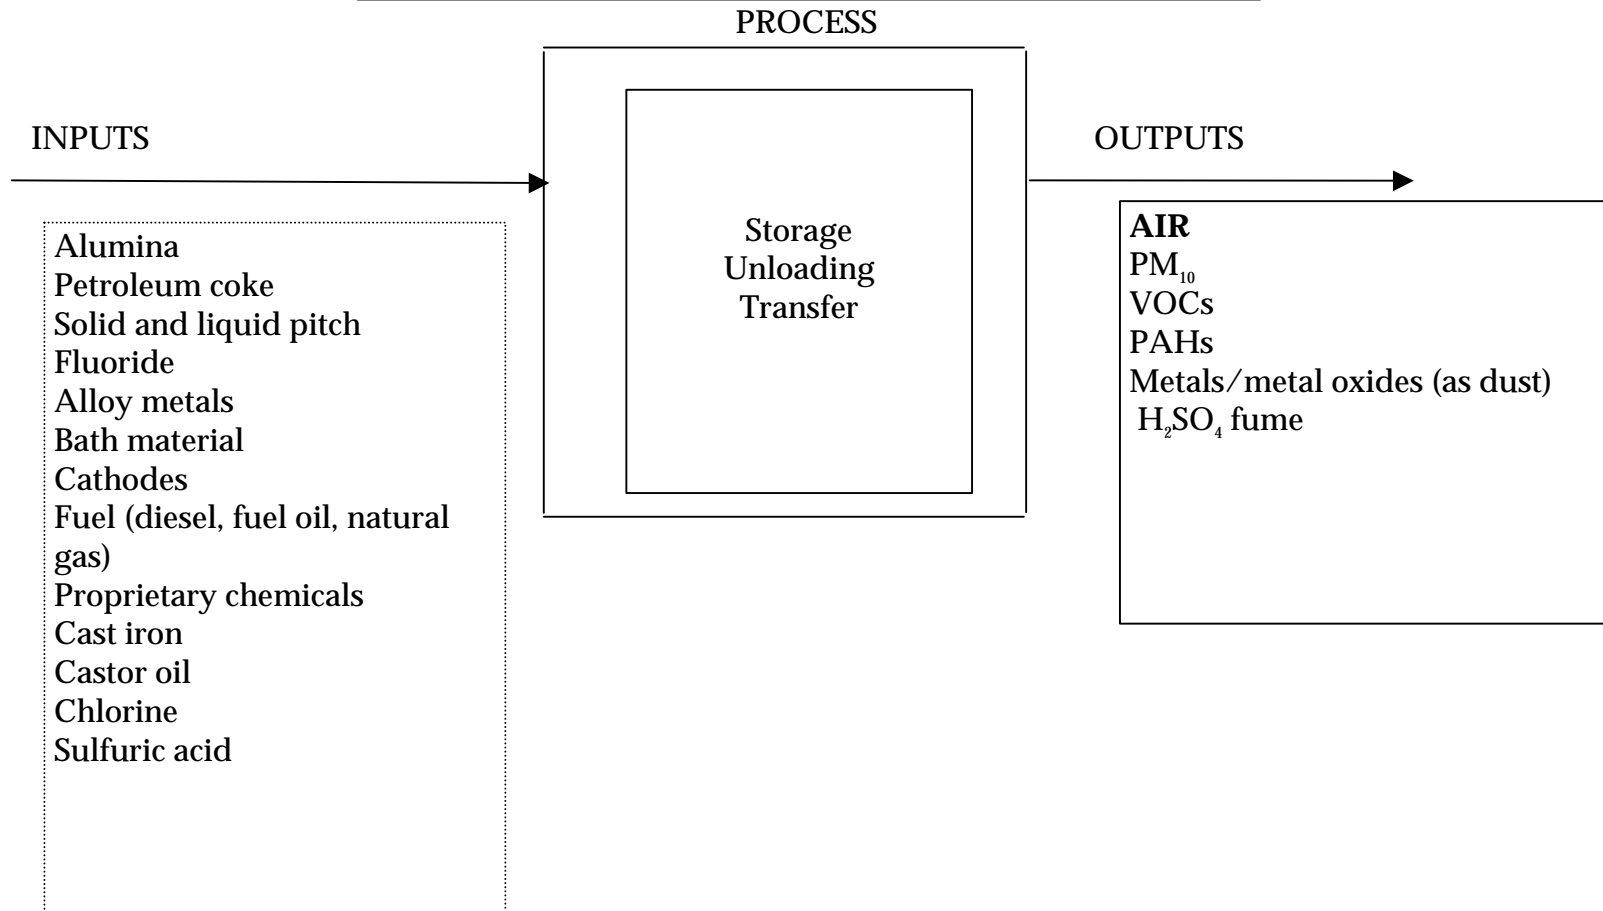 PROCESS
INPUTS
OUTPUTS
Alumina
Petroleum coke
Solid and liquid pitch
Fluoride
Alloy metals
Bath material
Cathodes
Fuel (diesel, fuel oil, natural
gas)
Proprietary chemicals
Cast iron
Castor oil
Chlorine
Sulfuric acid
Storage
Unloading
Transfer
AIR
PM₁₀
VOCs
PAHs
Metals/metal oxides (as dust)
H₂SO₄ fume